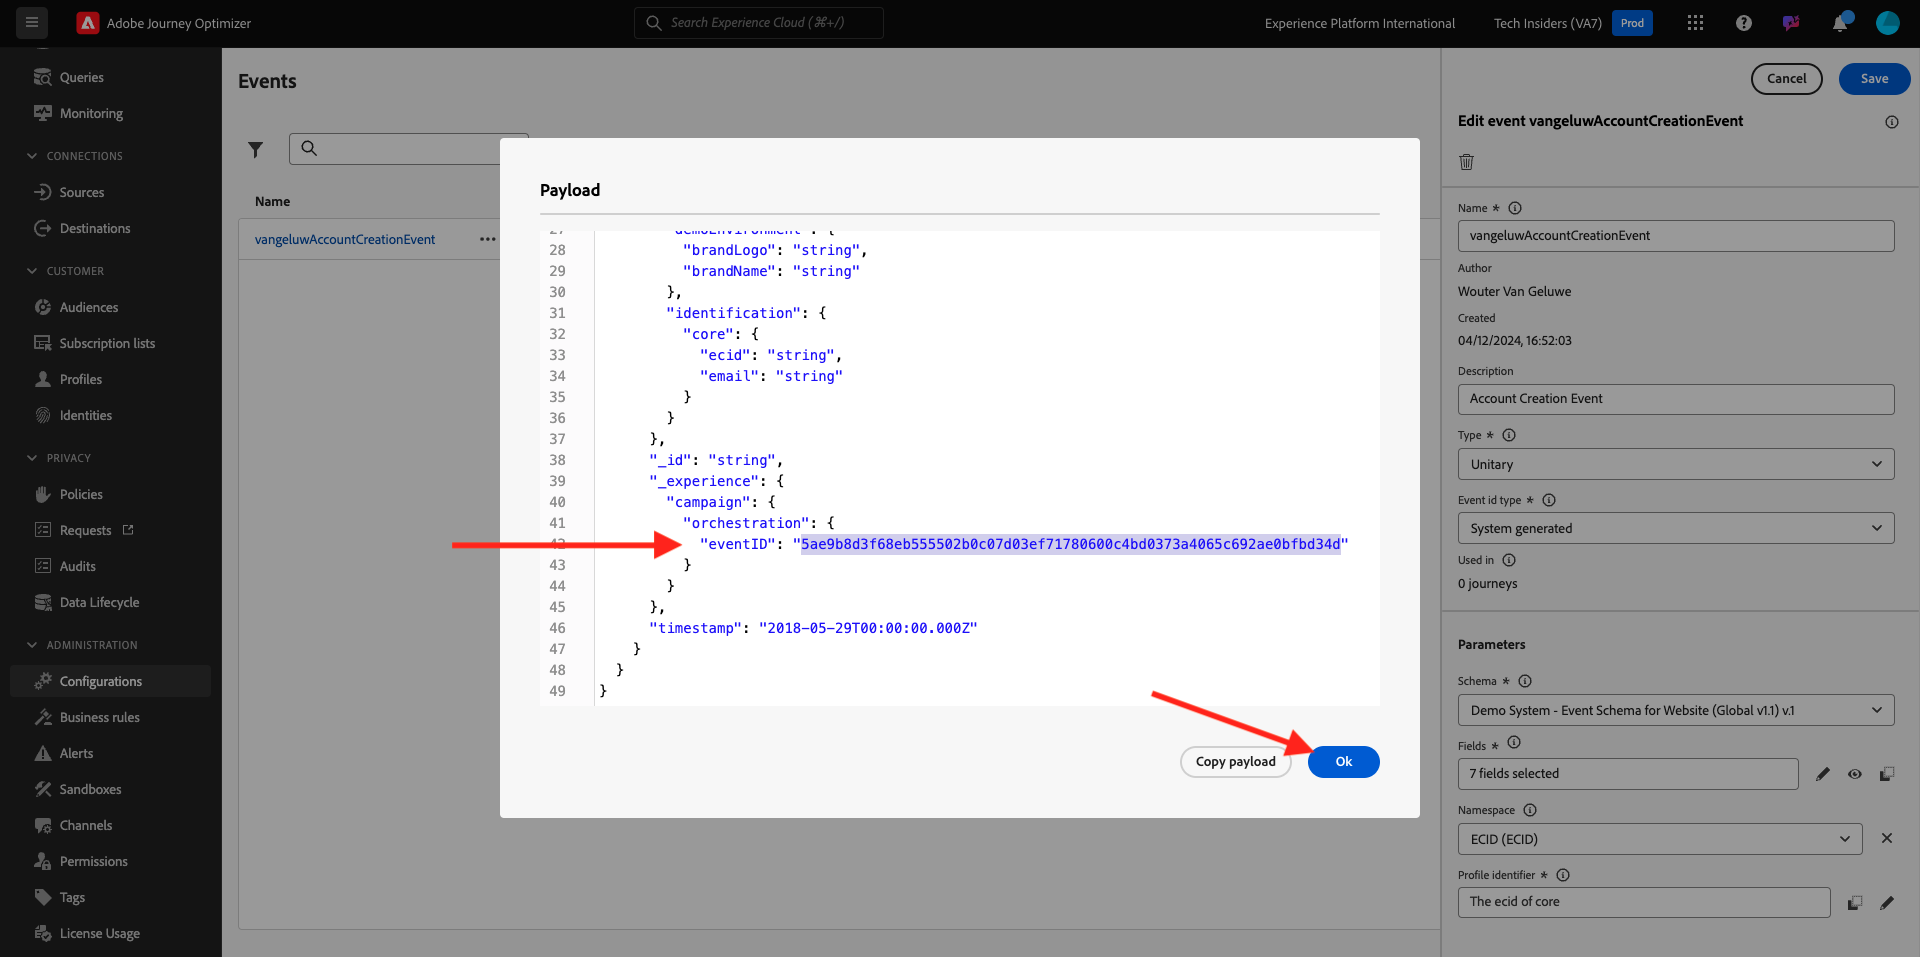 Adobe Journey Optimizer
Search Experience Cloud (⌘+/)
Experience Platform International
Tech Insiders (VA7)
Prod
Queries
Monitoring
CONNECTIONS
Sources
Destinations
CUSTOMER
Audiences
Subscription lists
Profiles
Identities
PRIVACY
Policies
Requests
Audits
Data Lifecycle
ADMINISTRATION
Configurations
Business rules
Alerts
Sandboxes
Channels
Permissions
Tags
License Usage
Events
Name
vangeluwAccountCreationEvent
Payload
27 "demoEnvironment": {
28 "brandLogo": "string",
29 "brandName": "string"
30 },
31 "identification": {
32 "core": {
33 "ecid": "string",
34 "email": "string"
35 }
36 }
37 },
38 "_id": "string",
39 "_experience": {
40 "campaign": {
41 "orchestration": {
42 "eventID": "5ae9b8d3f68eb555502b0c07d03ef71780600c4bd0373a4065c692ae0bfbd34d"
43 }
44 }
45 },
46 "timestamp": "2018-05-29T00:00:00.000Z"
47 }
48 }
49 }
Copy payload
Ok
Cancel
Save
Edit event vangeluwAccountCreationEvent
Name *
vangeluwAccountCreationEvent
Author
Wouter Van Geluwe
Created
04/12/2024, 16:52:03
Description
Account Creation Event
Type *
Unitary
Event id type *
System generated
Used in
0 journeys
Parameters
Schema *
Demo System - Event Schema for Website (Global v1.1) v.1
Fields *
7 fields selected
Namespace
ECID (ECID)
Profile identifier *
The ecid of core